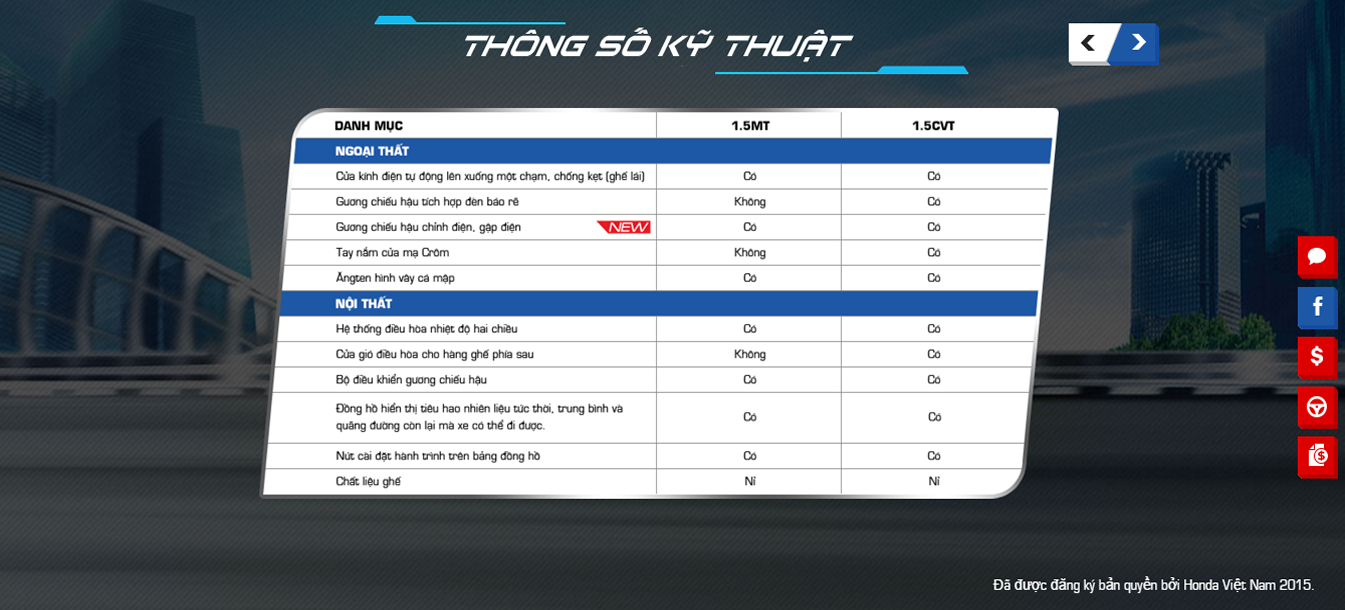 THÔNG SỐ KỸ THUẬT
DANH MỤC 1.5MT 1.5CVT
NGOẠI THẤT
Cửa kính điện tự động lên xuống một chạm, chống kẹt (ghế lái) Có Có
Gương chiếu hậu tích hợp đèn báo rẽ Không Có
Gương chiếu hậu chỉnh điện, gập điện NEW Có Có
Tay nắm cửa mạ Crôm Không Có
Ăngten hình vây cá mập Có Có
NỘI THẤT
Hệ thống điều hòa nhiệt độ hai chiều Có Có
Cửa gió điều hòa cho hàng ghế phía sau Không Có
Bộ điều khiển gương chiếu hậu Có Có
Đồng hồ hiển thị tiêu hao nhiên liệu tức thời, trung bình và
quãng đường còn lại mà xe có thể đi được. Có Có
Nút cài đặt hành trình trên bảng đồng hồ Có Có
Chất liệu ghế Nỉ Nỉ
Đã được đăng ký bản quyền bởi Honda Việt Nam 2015.